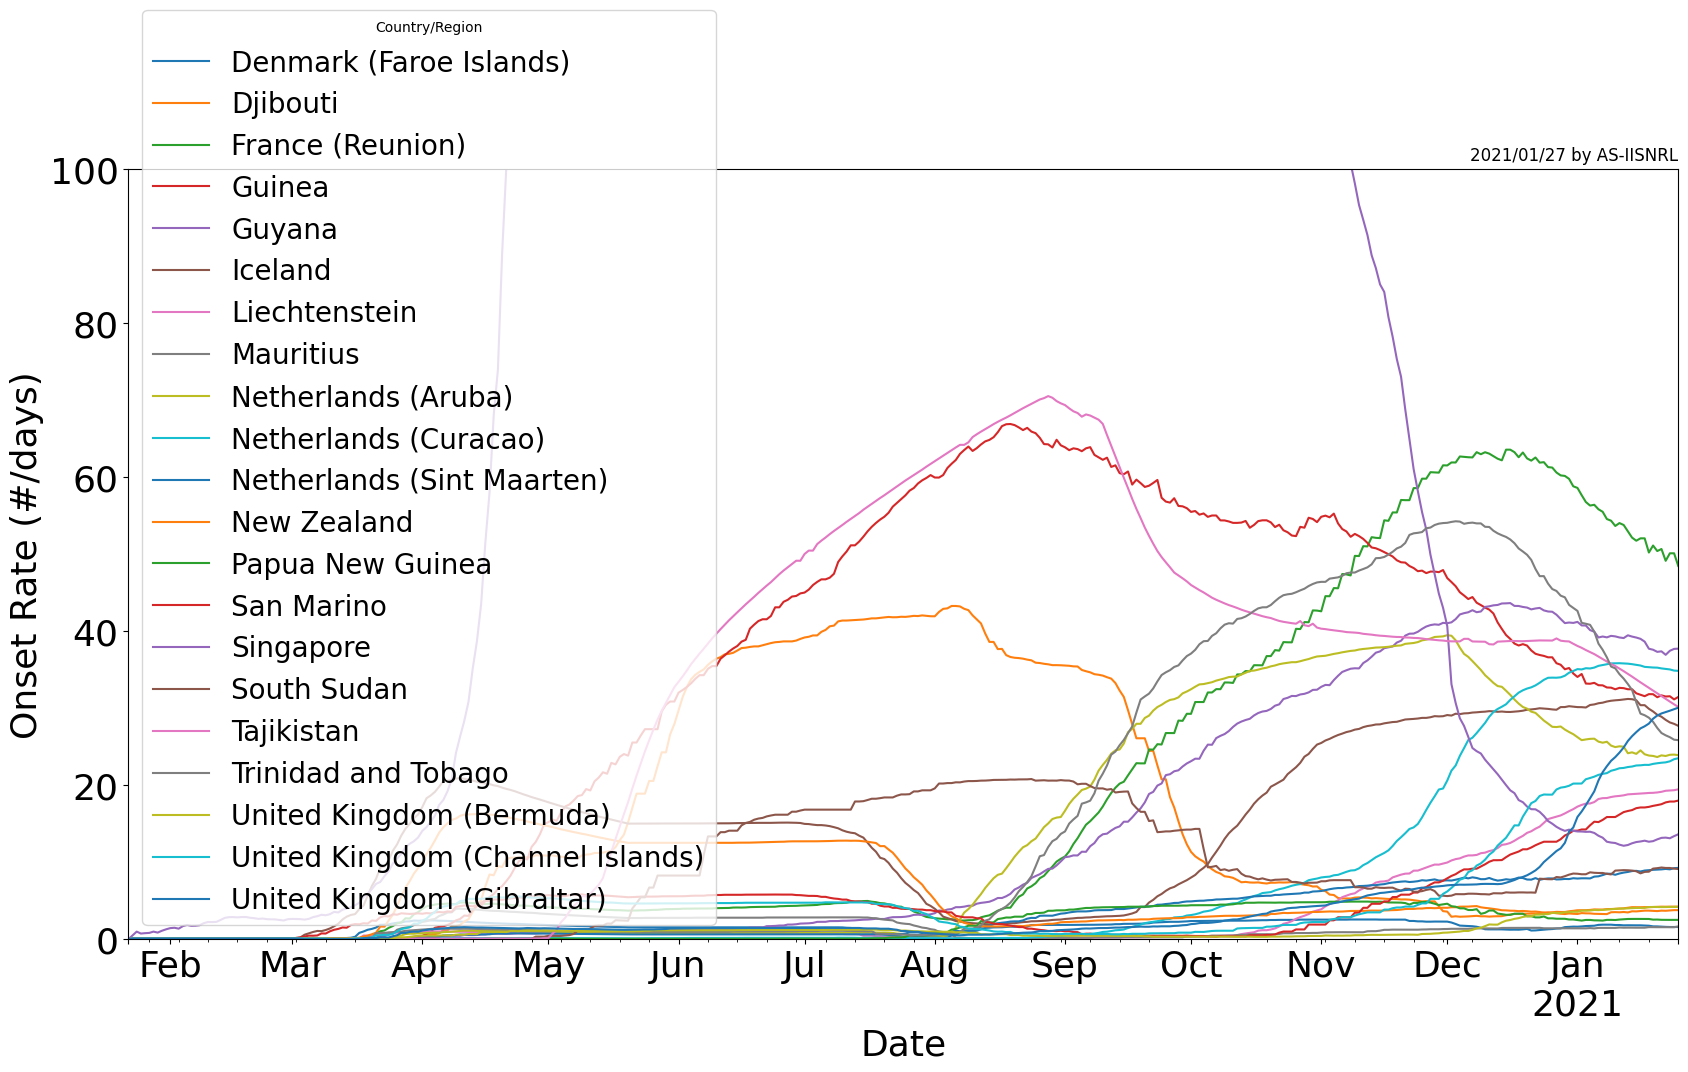 Country/Region
Denmark (Faroe Islands)
Djibouti
France (Reunion)
Guinea
Guyana
Iceland
Liechtenstein
Mauritius
Netherlands (Aruba)
Netherlands (Curacao)
Netherlands (Sint Maarten)
New Zealand
Papua New Guinea
San Marino
Singapore
South Sudan
Tajikistan
Trinidad and Tobago
United Kingdom (Bermuda)
United Kingdom (Channel Islands)
United Kingdom (Gibraltar)
2021/01/27 by AS-IISNRL
100
80
60
40
20
0
Onset Rate (#/days)
Feb Mar Apr May Jun Jul Aug Sep Oct Nov Dec Jan
2021
Date